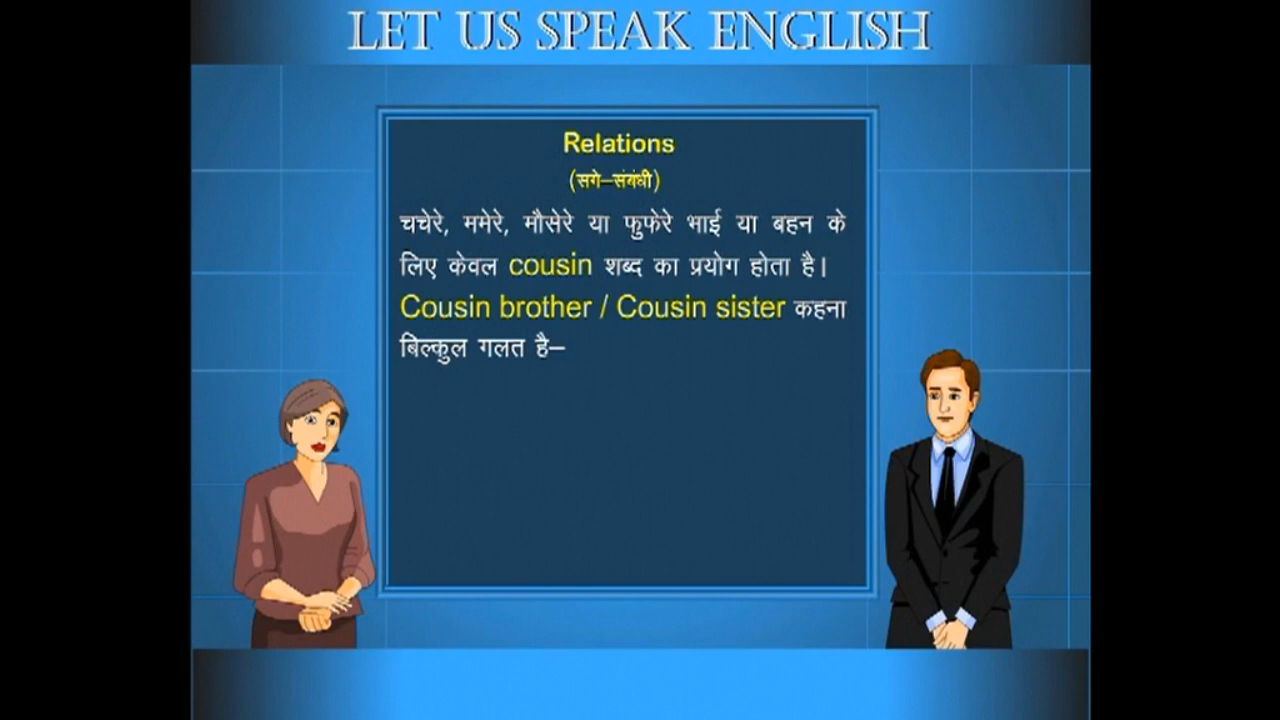 LET US SPEAK ENGLISH
Relations
(सगे–संबंधी)
चचेरे, ममेरे, मौसेरे या फुफेरे भाई या बहन के
लिए केवल cousin शब्द का प्रयोग होता है।
Cousin brother / Cousin sister कहना
बिल्कुल गलत है–